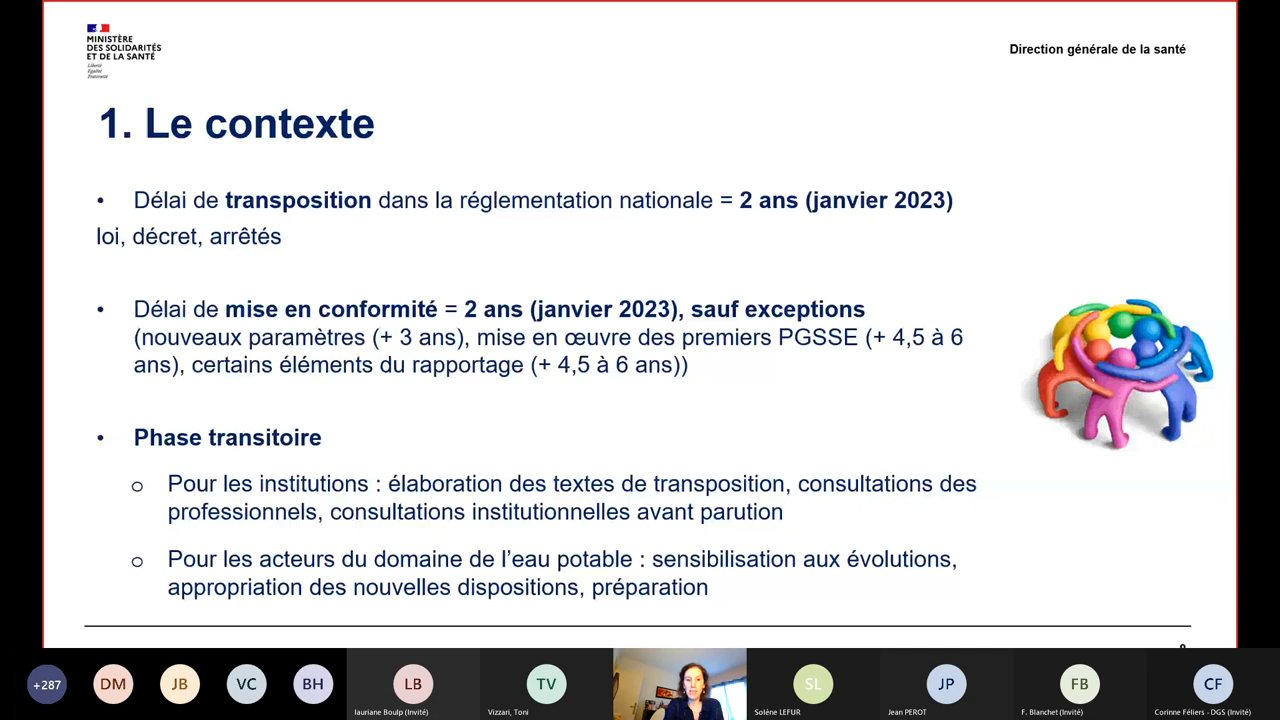 MINISTÈRE
DES SOLIDARITÉS
ET DE LA SANTÉ
Liberté
Égalité
Fraternité
Direction générale de la santé
1. Le contexte
• Délai de transposition dans la réglementation nationale = 2 ans (janvier 2023)
loi, décret, arrêtés
• Délai de mise en conformité = 2 ans (janvier 2023), sauf exceptions
(nouveaux paramètres (+ 3 ans), mise en œuvre des premiers PGSSE (+ 4,5 à 6
ans), certains éléments du rapportage (+ 4,5 à 6 ans))
• Phase transitoire
o Pour les institutions : élaboration des textes de transposition, consultations des
professionnels, consultations institutionnelles avant parution
o Pour les acteurs du domaine de l’eau potable : sensibilisation aux évolutions,
appropriation des nouvelles dispositions, préparation
+287 DM JB VC BH LB TV SL JP FB CF
lauriane Boulp (Invité) Vizzari, Toni Solène LEFUR Jean PEROT F. Blanchet (Invité) Corinne Féliers - DGS (Invité)